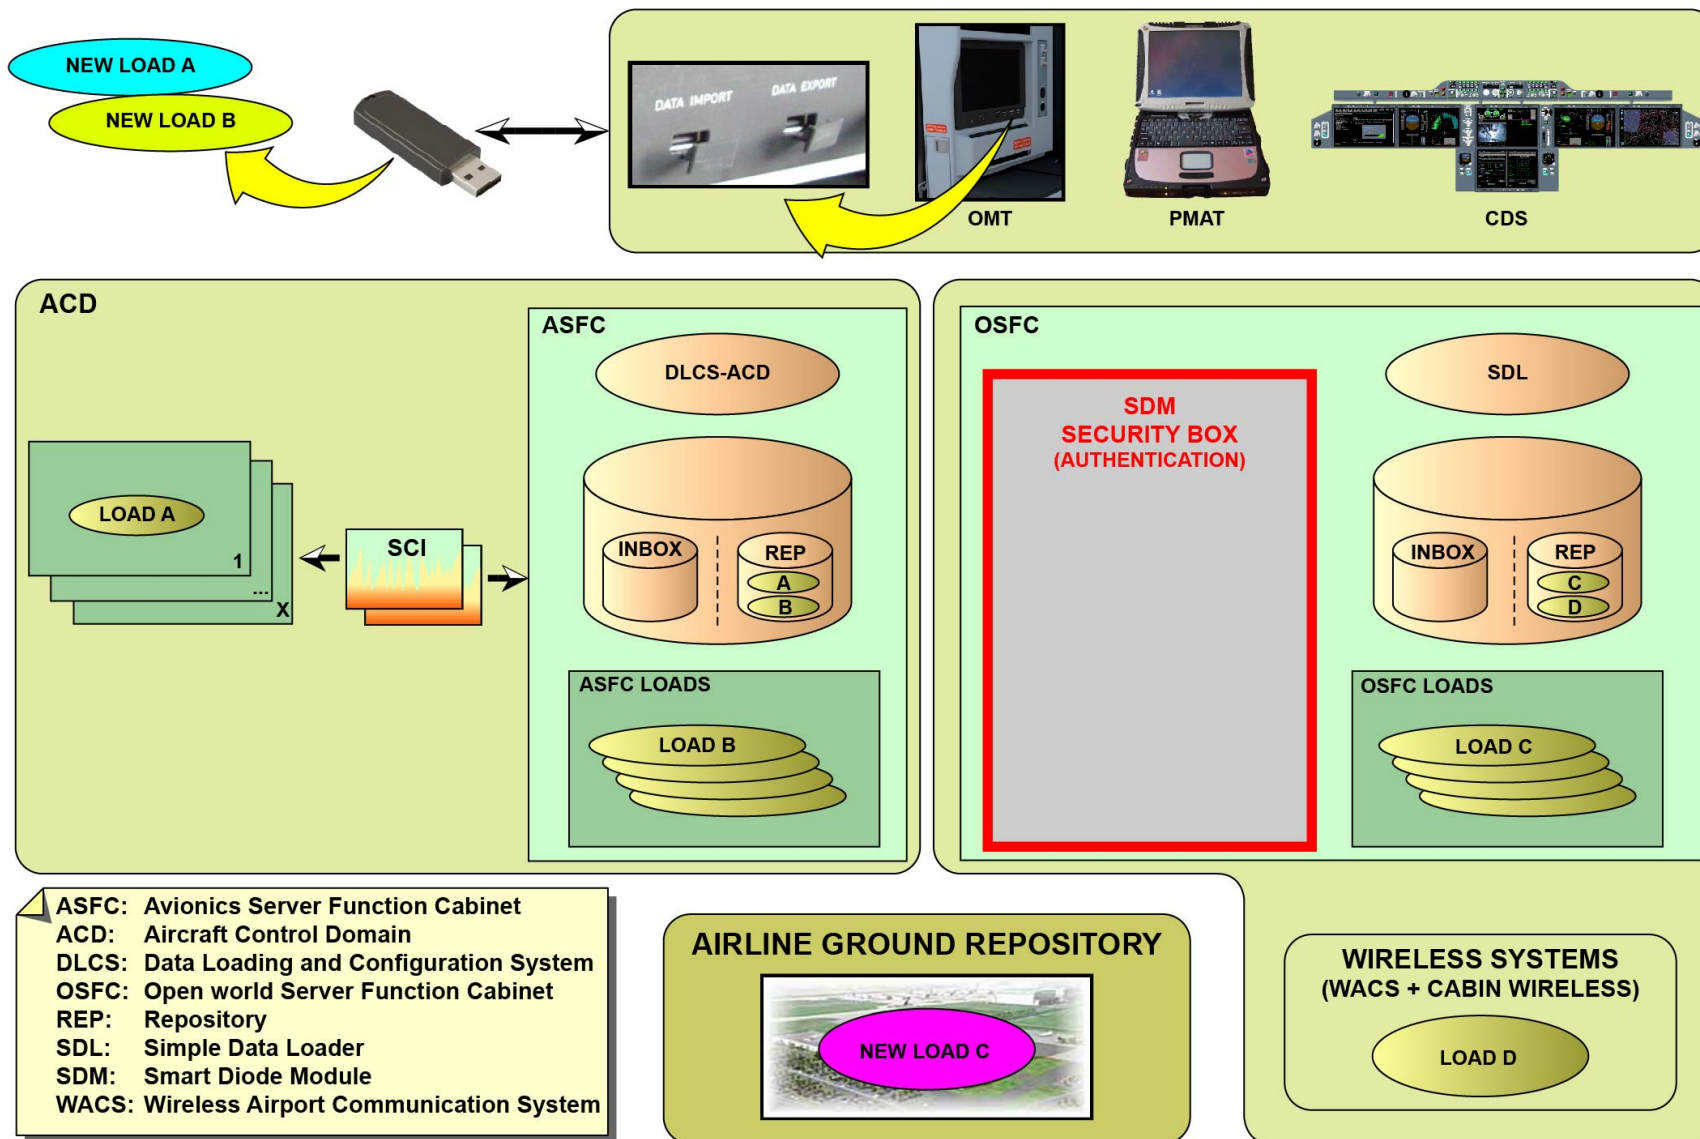 NEW LOAD A
NEW LOAD B
DATA IMPORT
DATA EXPORT
OMT
PMAT
CDS
ACD
ASFC
DLCS-ACD
LOAD A
1
...
X
SCI
INBOX
REP
A
B
ASFC LOADS
LOAD B
OSFC
SDM
SECURITY BOX
(AUTHENTICATION)
SDL
INBOX
REP
C
D
OSFC LOADS
LOAD C
ASFC: Avionics Server Function Cabinet
ACD: Aircraft Control Domain
DLCS: Data Loading and Configuration System
OSFC: Open world Server Function Cabinet
REP: Repository
SDL: Simple Data Loader
SDM: Smart Diode Module
WACS: Wireless Airport Communication System
AIRLINE GROUND REPOSITORY
NEW LOAD C
WIRELESS SYSTEMS
(WACS + CABIN WIRELESS)
LOAD D